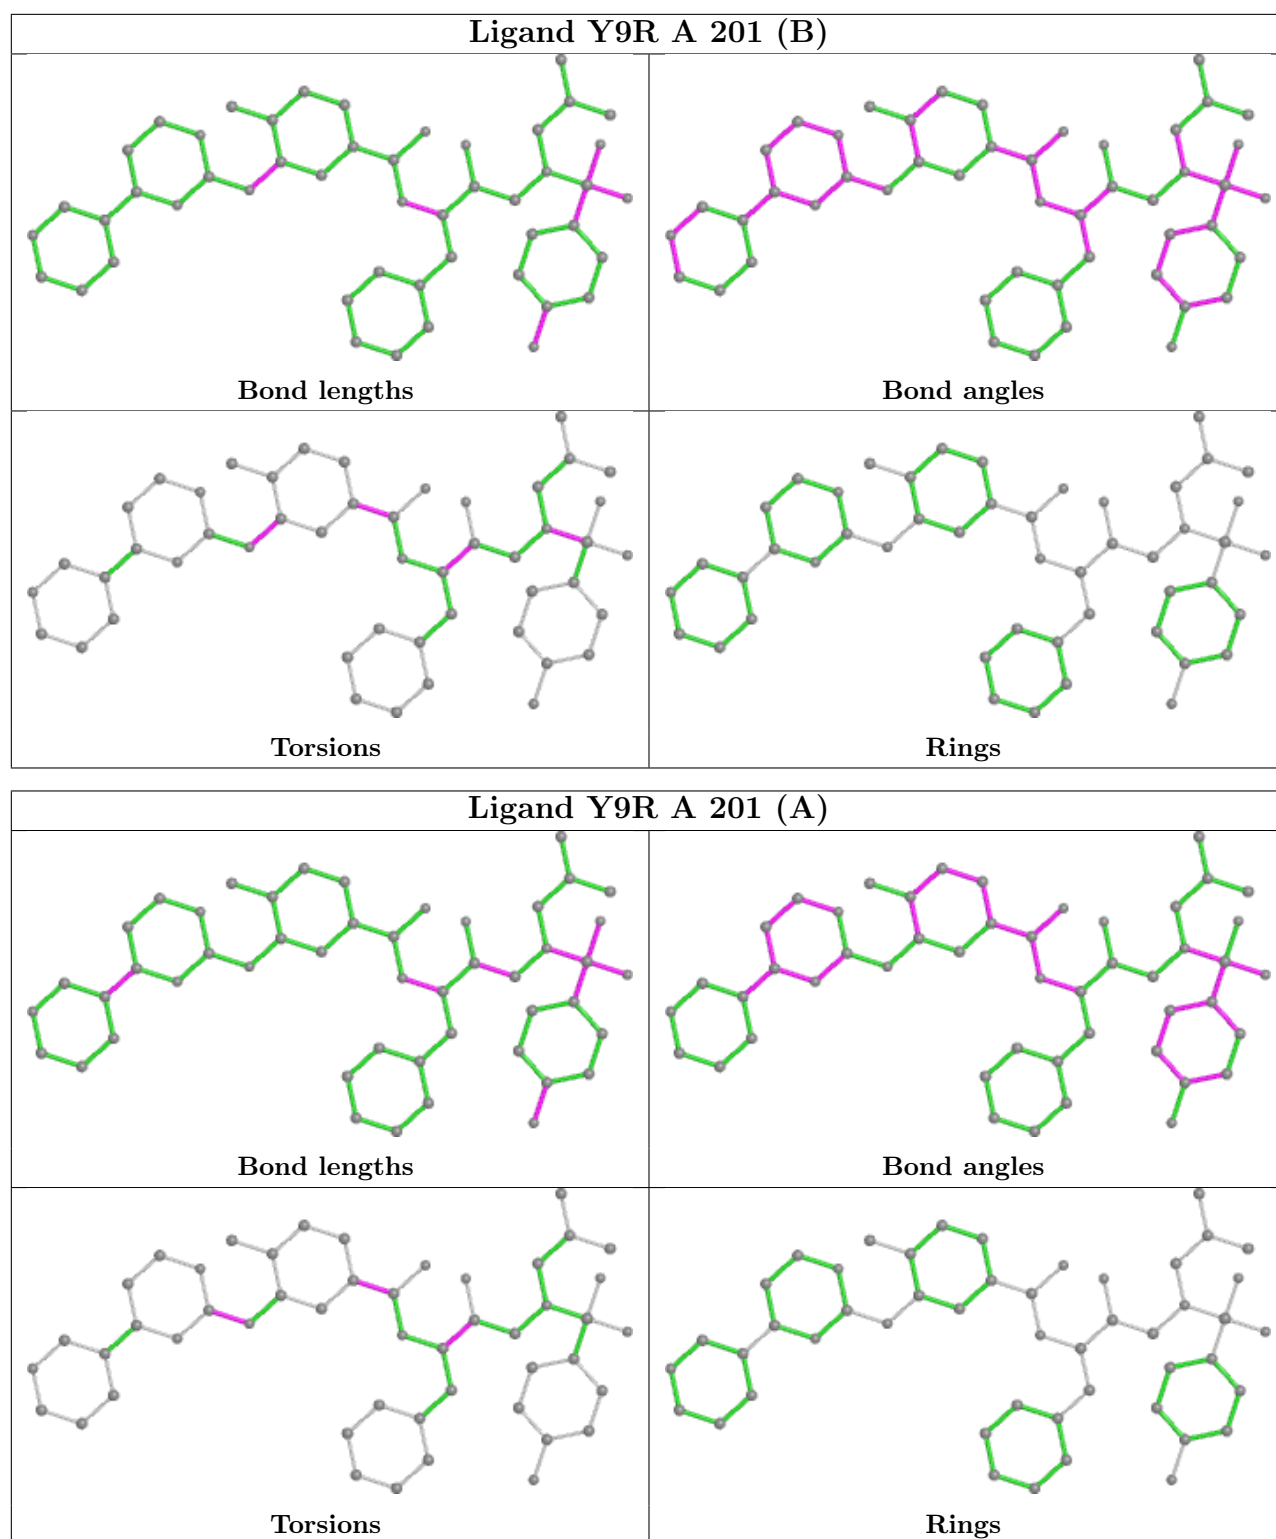 Ligand Y9R A 201 (B)
Bond lengths
Bond angles
Torsions
Rings
Ligand Y9R A 201 (A)
Bond lengths
Bond angles
Torsions
Rings